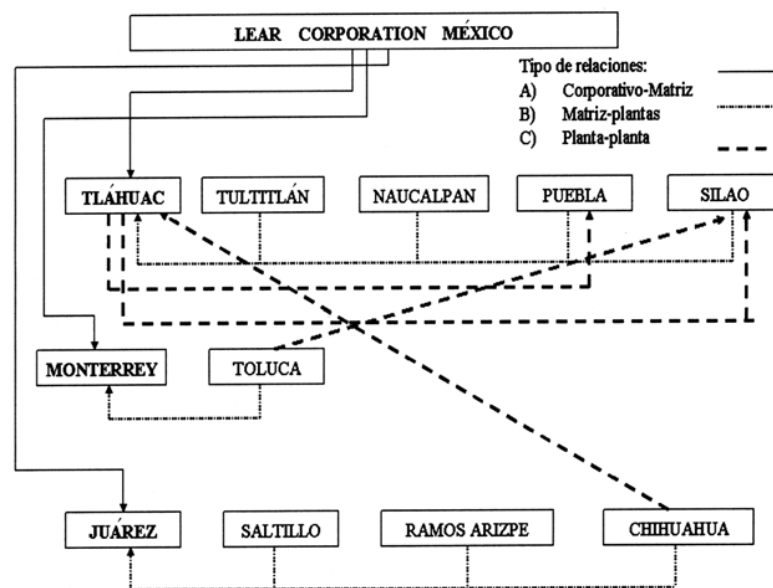 LEAR CORPORATION MÉXICO
Tipo de relaciones:
A) Corporativo-Matriz
B) Matriz-plantas
C) Planta-planta
TLÁHUAC
TULTITLÁN
NAUCALPAN
PUEBLA
SILAO
MONTERREY
TOLUCA
JUÁREZ
SALTILLO
RAMOS ARIZPE
CHIHUAHUA